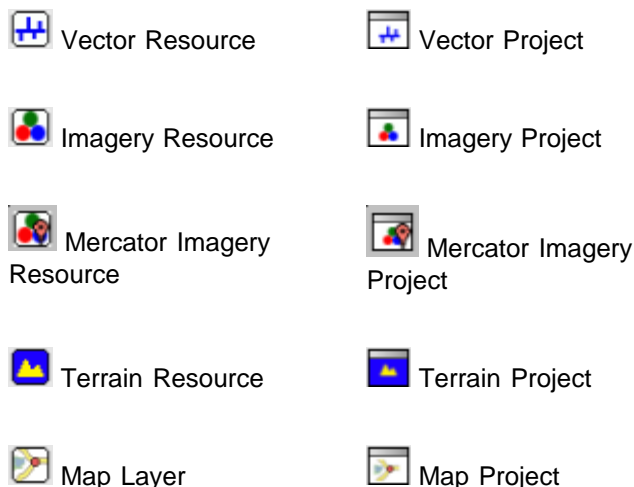 Vector Resource
Vector Project
Imagery Resource
Imagery Project
Mercator Imagery
Resource
Mercator Imagery
Project
Terrain Resource
Terrain Project
Map Layer
Map Project